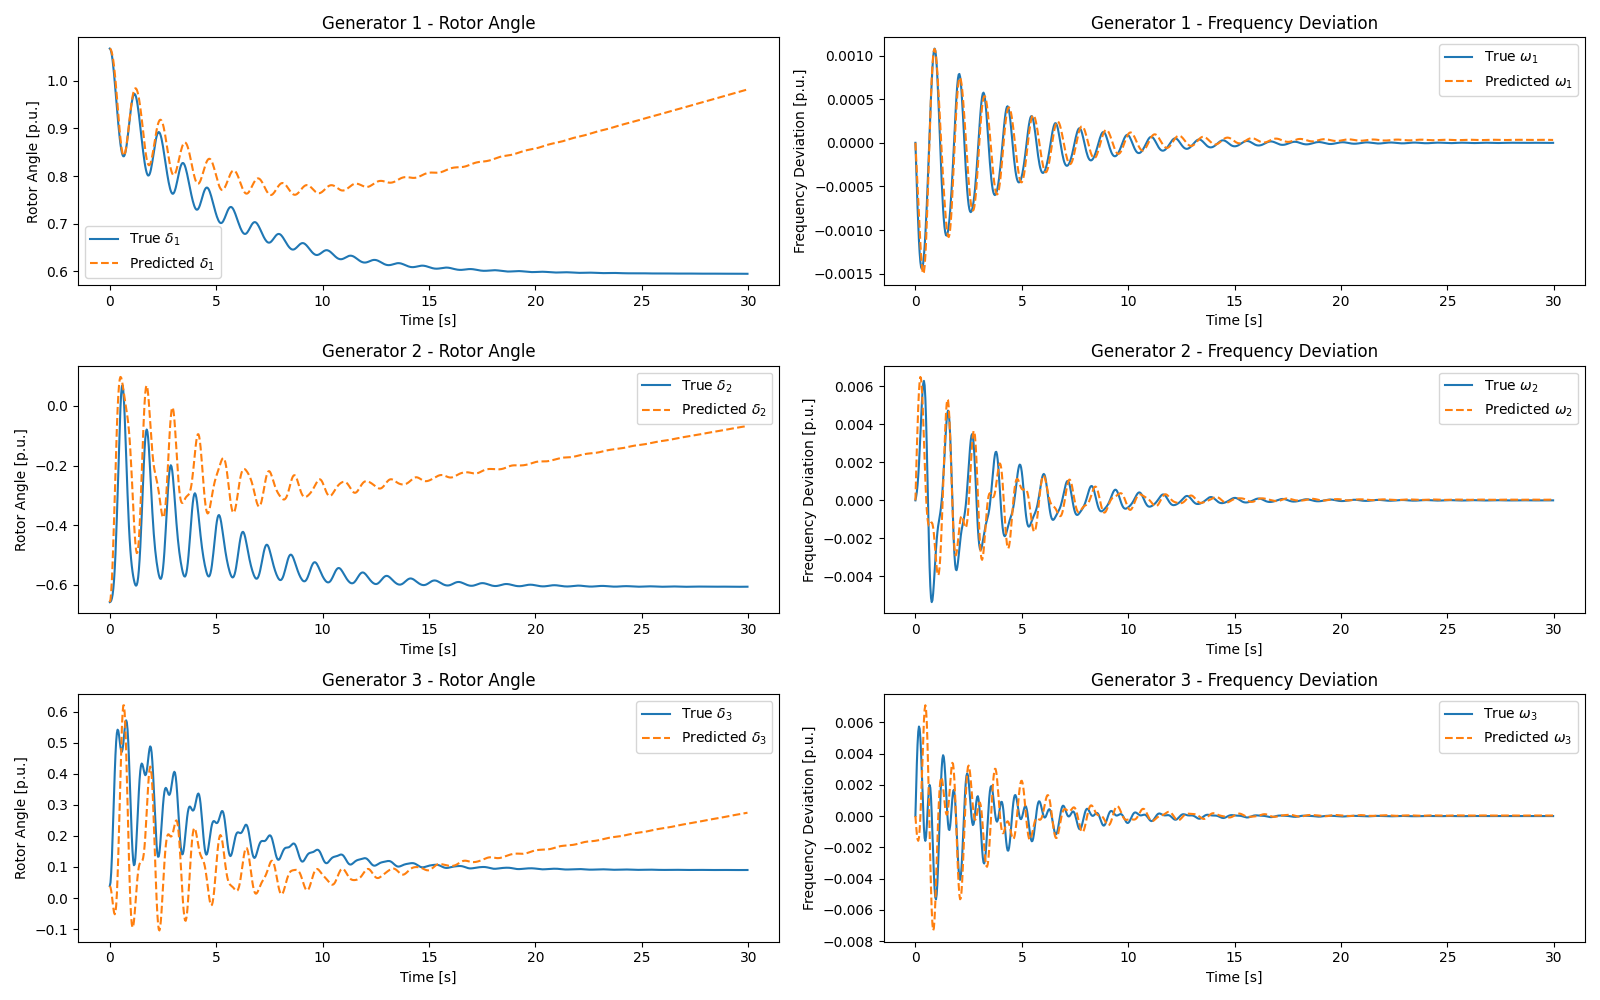 Generator 1 - Rotor Angle
Rotor Angle [p.u.]
1.0
0.9
0.8
0.7
0.6
True δ₁
Predicted δ₁
0 5 10 15 20 25 30
Time [s]
Generator 1 - Frequency Deviation
Frequency Deviation [p.u.]
0.0010
0.0005
0.0000
−0.0005
−0.0010
−0.0015
True ω₁
Predicted ω₁
0 5 10 15 20 25 30
Time [s]
Generator 2 - Rotor Angle
Rotor Angle [p.u.]
0.0
−0.2
−0.4
−0.6
True δ₂
Predicted δ₂
0 5 10 15 20 25 30
Time [s]
Generator 2 - Frequency Deviation
Frequency Deviation [p.u.]
0.006
0.004
0.002
0.000
−0.002
−0.004
True ω₂
Predicted ω₂
0 5 10 15 20 25 30
Time [s]
Generator 3 - Rotor Angle
Rotor Angle [p.u.]
0.6
0.5
0.4
0.3
0.2
0.1
0.0
−0.1
True δ₃
Predicted δ₃
0 5 10 15 20 25 30
Time [s]
Generator 3 - Frequency Deviation
Frequency Deviation [p.u.]
0.006
0.004
0.002
0.000
−0.002
−0.004
−0.006
−0.008
True ω₃
Predicted ω₃
0 5 10 15 20 25 30
Time [s]